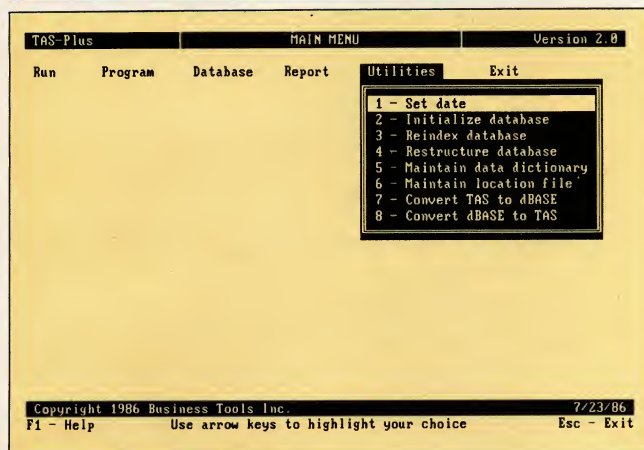 TAS-Plus MAIN MENU Version 2.0
Run Program Database Report Utilities Exit
1 - Set date
2 - Initialize database
3 - Reindex database
4 - Restructure database
5 - Maintain data dictionary
6 - Maintain location file
7 - Convert TAS to dBASE
8 - Convert dBASE to TAS
Copyright 1986 Business Tools Inc. 7/23/86
F1 - Help Use arrow keys to highlight your choice Esc - Exit